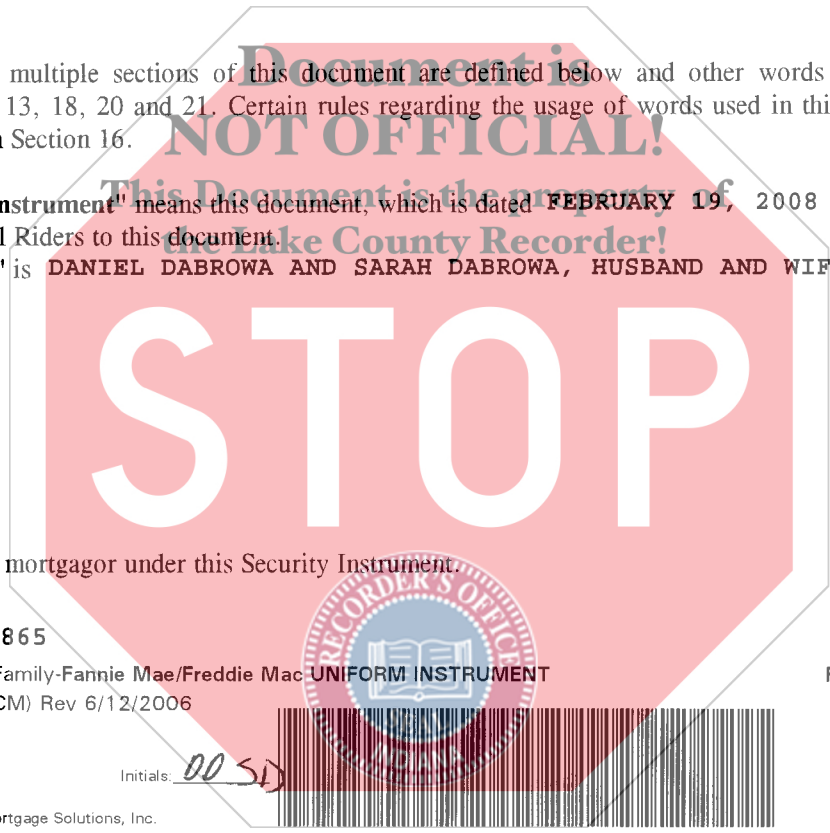 Document is
multiple sections of this document are defined below and other words
13, 18, 20 and 21. Certain rules regarding the usage of words used in thi
Section 16.
NOT OFFICIAL!
This Document is the property of
nstrument" means this document, which is dated FEBRUARY 19, 2008
l Riders to this document.
the Lake County Recorder!
" is DANIEL DABROWA AND SARAH DABROWA, HUSBAND AND WIF
STOP
mortgagor under this Security Instrument.
RECORDER'S OFFICE
865
Family-Fannie Mae/Freddie Mac UNIFORM INSTRUMENT
CM) Rev 6/12/2006
SEAL
INDIANA
Initials: DD SD
ortgage Solutions, Inc.